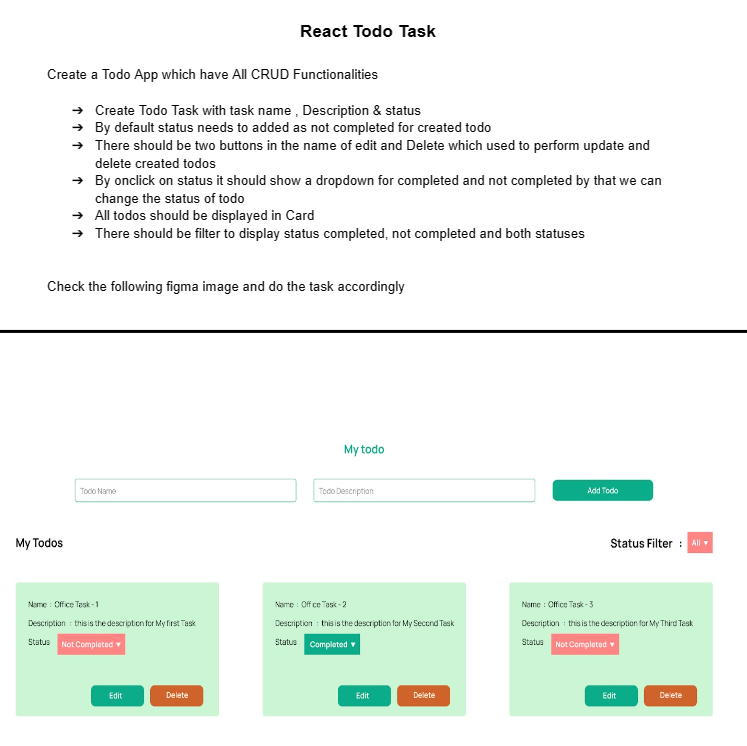 React Todo Task
Create a Todo App which have All CRUD Functionalities
➔ Create Todo Task with task name , Description & status
➔ By default status needs to added as not completed for created todo
➔ There should be two buttons in the name of edit and Delete which used to perform update and
delete created todos
➔ By onclick on status it should show a dropdown for completed and not completed by that we can
change the status of todo
➔ All todos should be displayed in Card
➔ There should be filter to display status completed, not completed and both statuses
Check the following figma image and do the task accordingly
My todo
Todo Name
Todo Description
Add Todo
My Todos
Status Filter : All ▼
Name : Office Task - 1
Description : this is the description for My first Task
Status Not Completed ▼
Edit Delete
Name : Office Task - 2
Description : this is the description for My Second Task
Status Completed ▼
Edit Delete
Name : Office Task - 3
Description : this is the description for My Third Task
Status Not Completed ▼
Edit Delete